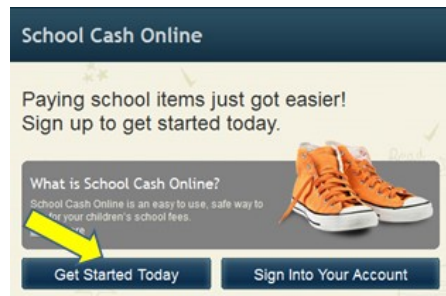 School Cash Online
Paying school items just got easier!
Sign up to get started today.
What is School Cash Online?
School Cash Online is an easy to use, safe way to
for your children's school fees.
Get Started Today
Sign Into Your Account